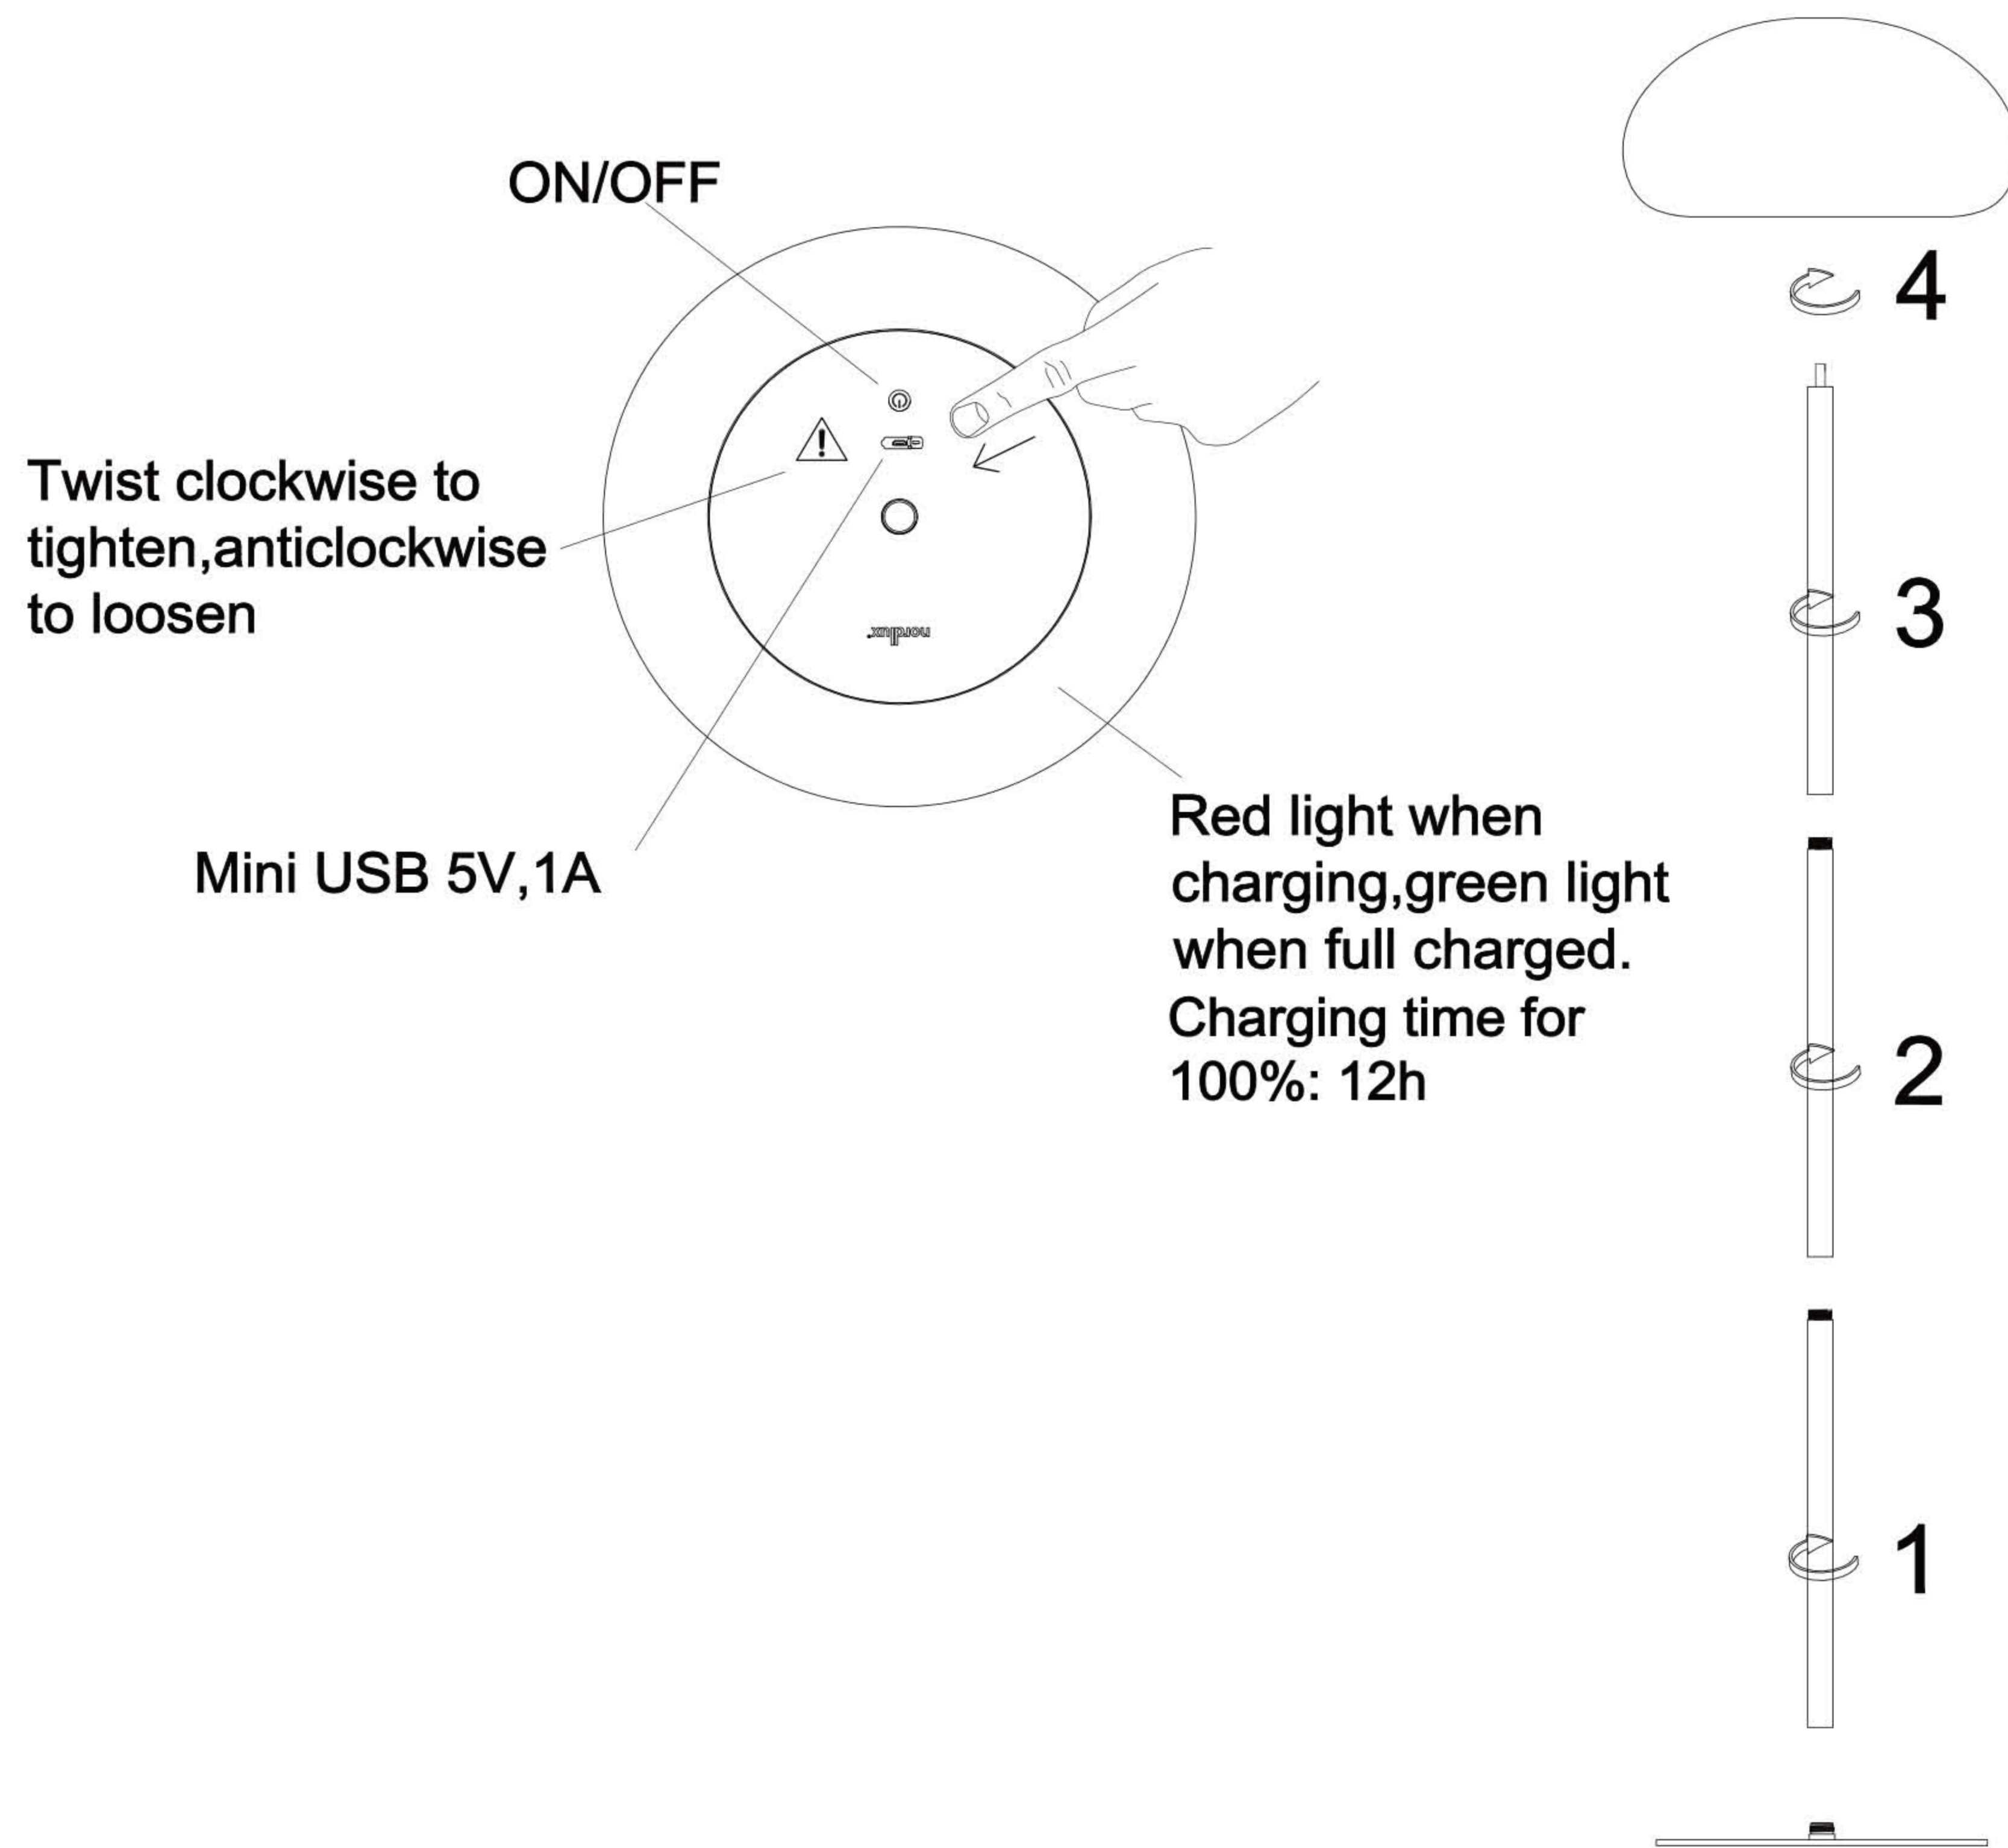 ON/OFF
Twist clockwise to
tighten,anticlockwise
to loosen
nordlux
Mini USB 5V,1A
Red light when
charging,green light
when full charged.
Charging time for
100%: 12h
4
3
2
1